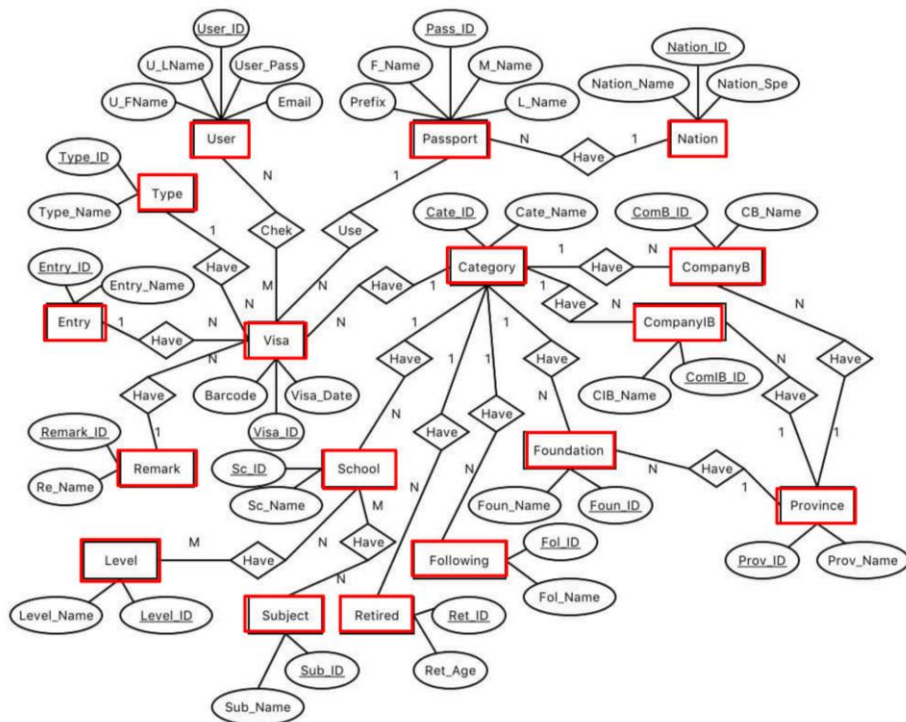 User_ID
Pass_ID
Nation_ID
U_LName
User_Pass
F_Name
M_Name
Nation_Name
Nation_Spe
U_FName
Email
Prefix
L_Name
User
Passport
N
Have
1
Nation
Type_ID
Type
N
1
Type_Name
Chek
Use
Cate_ID
Cate_Name
ComB_ID
CB_Name
1
Entry_ID
Have
Category
1
Have
N
CompanyB
Entry_Name
M
N
Have
1
1
Have
N
N
Entry
1
Have
N
N
Visa
N
CompanyIB
1
1
1
1
Have
N
Have
N
Barcode
Visa_Date
Have
CIB_Name
ComIB_ID
Have
Have
Visa_ID
N
Have
1
1
Remark_ID
1
Have
N
Remark
Sc_ID
School
Foundation
N
Have
Re_Name
Sc_Name
N
N
1
Province
M
Foun_Name
Foun_ID
Level
M
Have
N
Have
Fol_ID
Following
Prov_ID
Prov_Name
N
Level_Name
Level_ID
Subject
Retired
Ret_ID
Fol_Name
Sub_ID
Ret_Age
Sub_Name